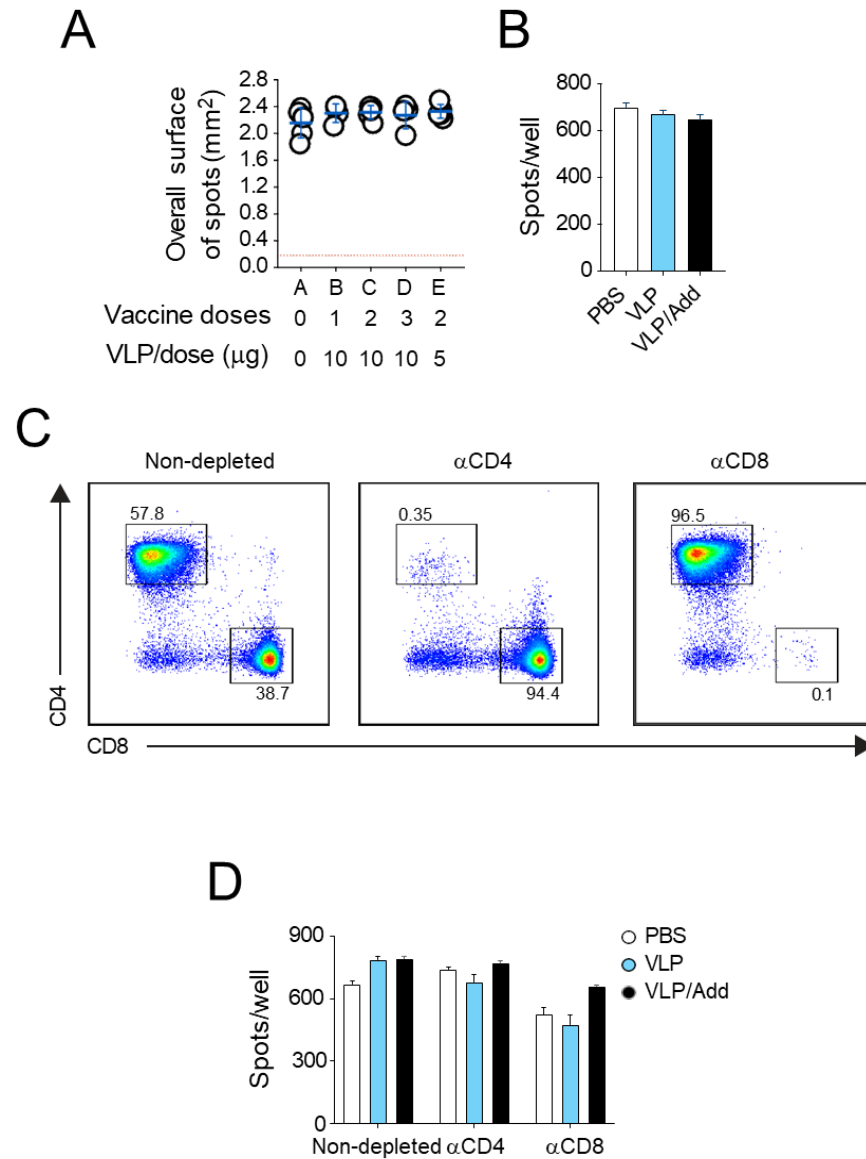 A
Overall surface
of spots (mm2)
2.8
2.4
2.0
1.6
1.2
0.8
0.4
0.0
A B C D E
Vaccine doses 0 1 2 3 2
VLP/dose (μg) 0 10 10 10 5
B
Spots/well
800
600
400
200
0
PBS
VLP
VLP/Add
C
Non-depleted αCD4 αCD8
57.8 0.35 96.5
38.7 94.4 0.1
CD4
CD8
D
Spots/well
900
600
300
0
Non-depleted αCD4 αCD8
PBS
VLP
VLP/Add